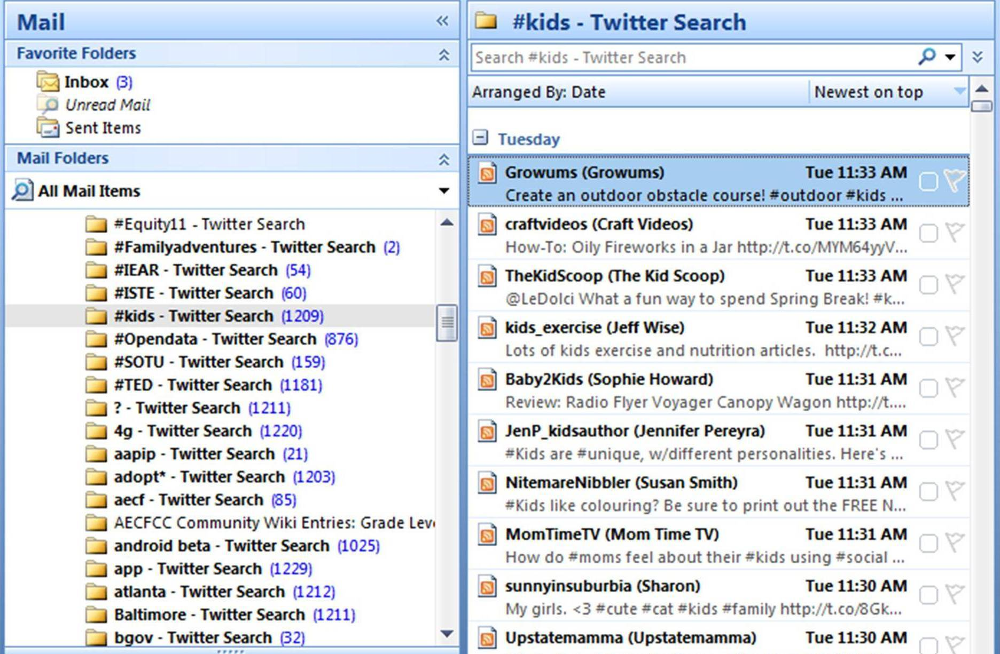 Mail
Favorite Folders
Inbox (3)
Unread Mail
Sent Items
Mail Folders
All Mail Items
#Equity11 - Twitter Search
#Familyadventures - Twitter Search (2)
#IEAR - Twitter Search (54)
#ISTE - Twitter Search (60)
#kids - Twitter Search (1209)
#Opendata - Twitter Search (876)
#SOTU - Twitter Search (159)
#TED - Twitter Search (1181)
? - Twitter Search (1211)
4g - Twitter Search (1220)
aapip - Twitter Search (21)
adopt* - Twitter Search (1203)
aecf - Twitter Search (85)
AECFCC Community Wiki Entries: Grade Leve
android beta - Twitter Search (1025)
app - Twitter Search (1229)
atlanta - Twitter Search (1212)
Baltimore - Twitter Search (1211)
bgov - Twitter Search (32)
#kids - Twitter Search
Search #kids - Twitter Search
Arranged By: Date Newest on top
Tuesday
Growums (Growums) Tue 11:33 AM
Create an outdoor obstacle course! #outdoor #kids ...
craftvideos (Craft Videos) Tue 11:33 AM
How-To: Oily Fireworks in a Jar http://t.co/MYM64yyV...
TheKidScoop (The Kid Scoop) Tue 11:33 AM
@LeDolci What a fun way to spend Spring Break! #k...
kids_exercise (Jeff Wise) Tue 11:32 AM
Lots of kids exercise and nutrition articles. http://t.c...
Baby2Kids (Sophie Howard) Tue 11:31 AM
Review: Radio Flyer Voyager Canopy Wagon http://t....
JenP_kidsauthor (Jennifer Pereyra) Tue 11:31 AM
#Kids are #unique, w/different personalities. Here's ...
NitemareNibbler (Susan Smith) Tue 11:31 AM
#Kids like colouring? Be sure to print out the FREE N...
MomTimeTV (Mom Time TV) Tue 11:31 AM
How do #moms feel about their #kids using #social ...
sunnyinsuburbia (Sharon) Tue 11:30 AM
My girls. <3 #cute #cat #kids #family http://t.co/8Gk...
Upstatemamma (Upstatemamma) Tue 11:30 AM